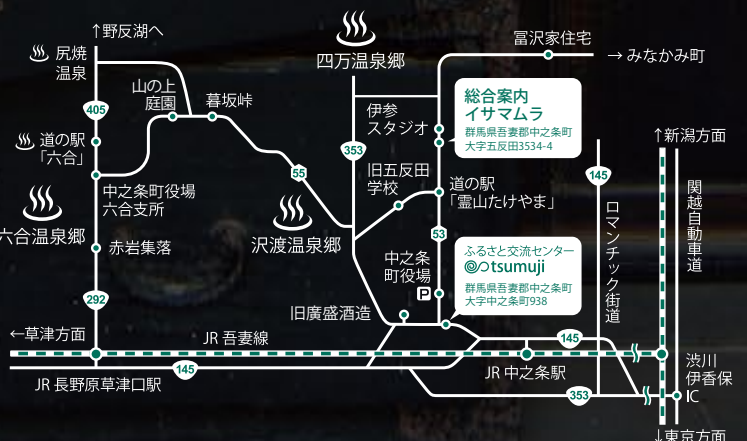 ↑野反湖へ
尻焼
温泉
405
道の駅
「六合」
山の上
庭園
暮坂峠
中之条町役場
六合支所
六合温泉郷
赤岩集落
292
←草津方面
JR 吾妻線
JR 長野原草津口駅
145
55
沢渡温泉郷
四万温泉郷
353
伊参
スタジオ
旧五反田
学校
冨沢家住宅
→ みなかみ町
総合案内
イサマムラ
群馬県吾妻郡中之条町
大字五反田3534-4
道の駅
「霊山たけやま」
53
中之条
町役場
P
旧廣盛酒造
ふるさと交流センター
tsumuji
群馬県吾妻郡中之条町
大字中之条町938
145
JR 中之条駅
353
145
ロマンチック街道
↑新潟方面
関越自動車道
渋川
伊香保
IC
↓東京方面